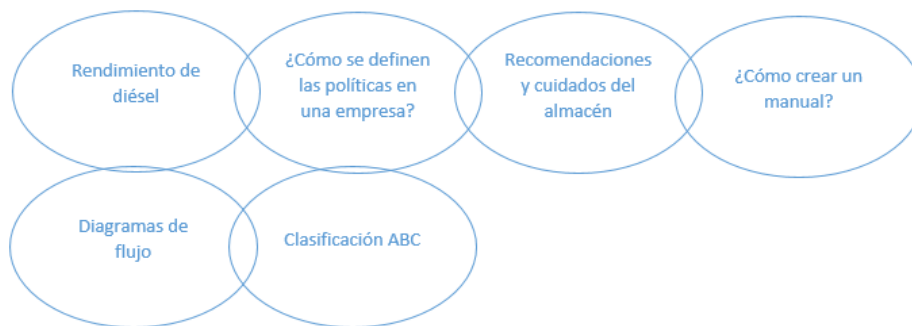 Rendimiento de
diésel
¿Cómo se definen
las políticas en
una empresa?
Recomendaciones
y cuidados del
almacén
¿Cómo crear un
manual?
Diagramas de
flujo
Clasificación ABC